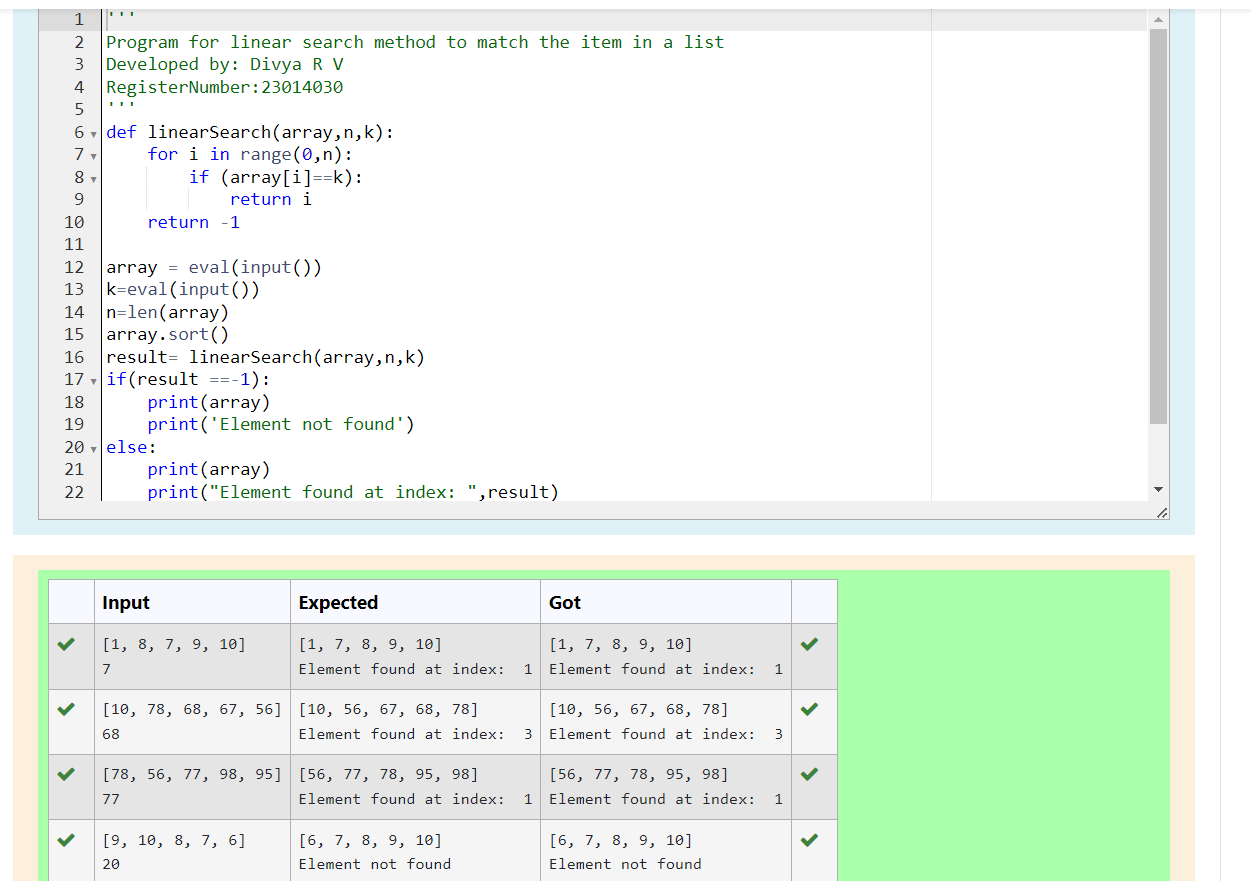 1 '''
2 Program for linear search method to match the item in a list
3 Developed by: Divya R V
4 RegisterNumber:23014030
5 '''
6 def linearSearch(array,n,k):
7     for i in range(0,n):
8         if (array[i]==k):
9             return i
10     return -1
11
12 array = eval(input())
13 k=eval(input())
14 n=len(array)
15 array.sort()
16 result= linearSearch(array,n,k)
17 if(result ==-1):
18     print(array)
19     print('Element not found')
20 else:
21     print(array)
22     print("Element found at index: ",result)
Input Expected Got
[1, 8, 7, 9, 10] [1, 7, 8, 9, 10] [1, 7, 8, 9, 10]
7 Element found at index:  1 Element found at index:  1
[10, 78, 68, 67, 56] [10, 56, 67, 68, 78] [10, 56, 67, 68, 78]
68 Element found at index:  3 Element found at index:  3
[78, 56, 77, 98, 95] [56, 77, 78, 95, 98] [56, 77, 78, 95, 98]
77 Element found at index:  1 Element found at index:  1
[9, 10, 8, 7, 6] [6, 7, 8, 9, 10] [6, 7, 8, 9, 10]
20 Element not found Element not found